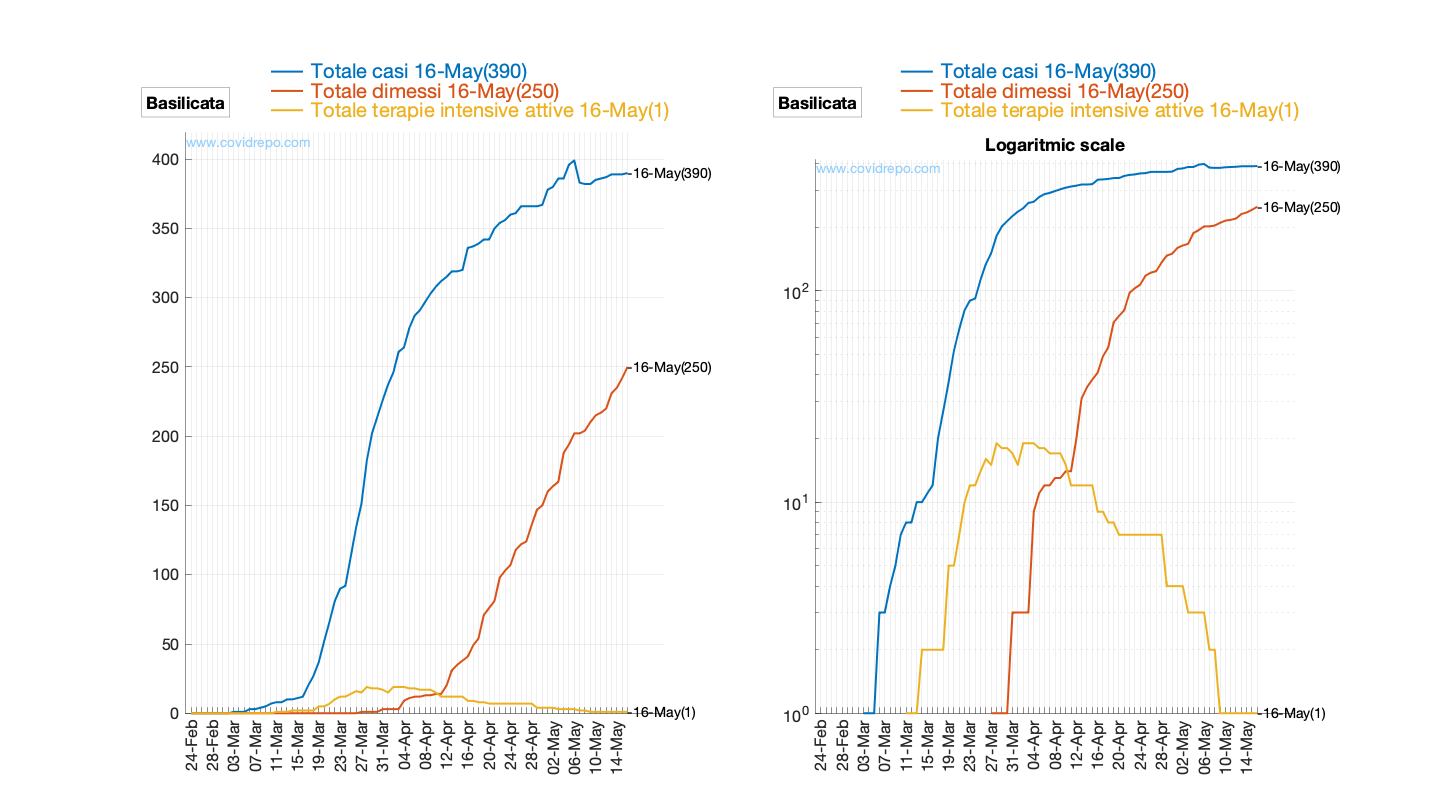 Totale casi 16-May(390)
Totale dimessi 16-May(250)
Totale terapie intensive attive 16-May(1)
Basilicata
www.covidrepo.com
400
350
300
250
200
150
100
50
0
16-May(390)
16-May(250)
16-May(1)
24-Feb
28-Feb
03-Mar
07-Mar
11-Mar
15-Mar
19-Mar
23-Mar
27-Mar
31-Mar
04-Apr
08-Apr
12-Apr
16-Apr
20-Apr
24-Apr
28-Apr
02-May
06-May
10-May
14-May
Totale casi 16-May(390)
Totale dimessi 16-May(250)
Totale terapie intensive attive 16-May(1)
Basilicata
Logaritmic scale
www.covidrepo.com
10²
10¹
10⁰
16-May(390)
16-May(250)
16-May(1)
24-Feb
28-Feb
03-Mar
07-Mar
11-Mar
15-Mar
19-Mar
23-Mar
27-Mar
31-Mar
04-Apr
08-Apr
12-Apr
16-Apr
20-Apr
24-Apr
28-Apr
02-May
06-May
10-May
14-May